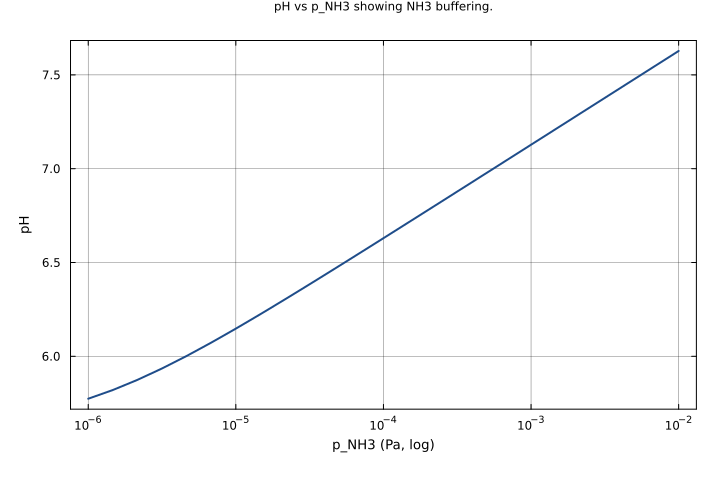 pH vs p_NH3 showing NH3 buffering.
7.5
7.0
6.5
6.0
pH
10⁻⁶ 10⁻⁵ 10⁻⁴ 10⁻³ 10⁻²
p_NH3 (Pa, log)